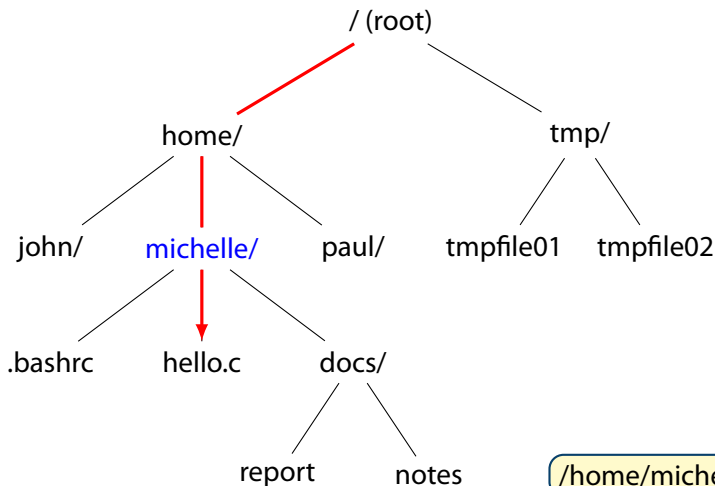 / (root)
home/ tmp/
john/ michelle/ paul/ tmpfile01 tmpfile02
.bashrc hello.c docs/
report notes
/home/miche